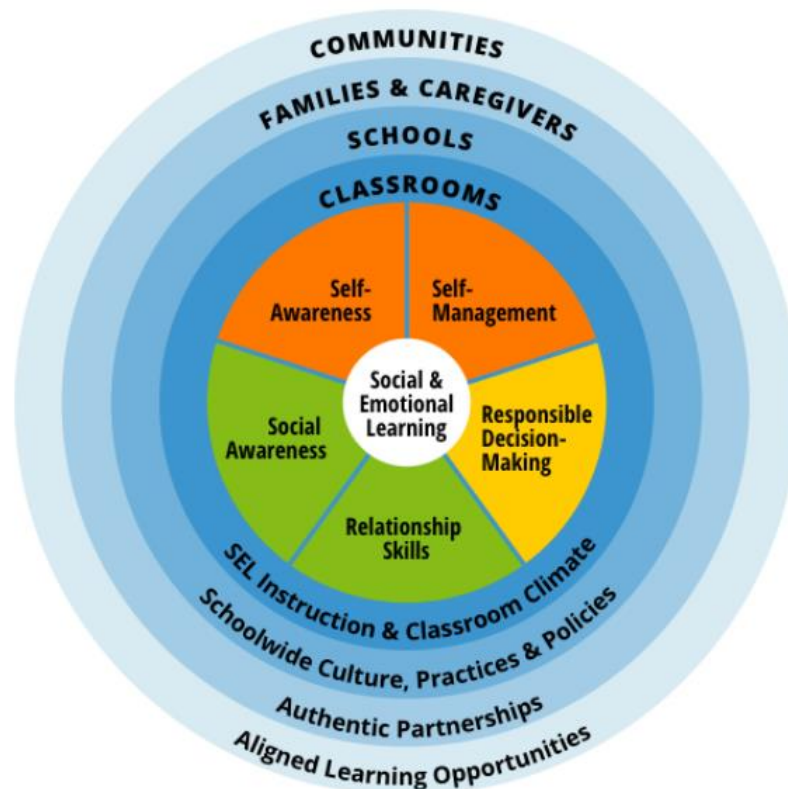 COMMUNITIES
FAMILIES & CAREGIVERS
SCHOOLS
CLASSROOMS
Self-
Awareness
Self-
Management
Social &
Emotional
Learning
Social
Awareness
Responsible
Decision-
Making
Relationship
Skills
SEL Instruction & Classroom Climate
Schoolwide Culture, Practices & Policies
Authentic Partnerships
Aligned Learning Opportunities